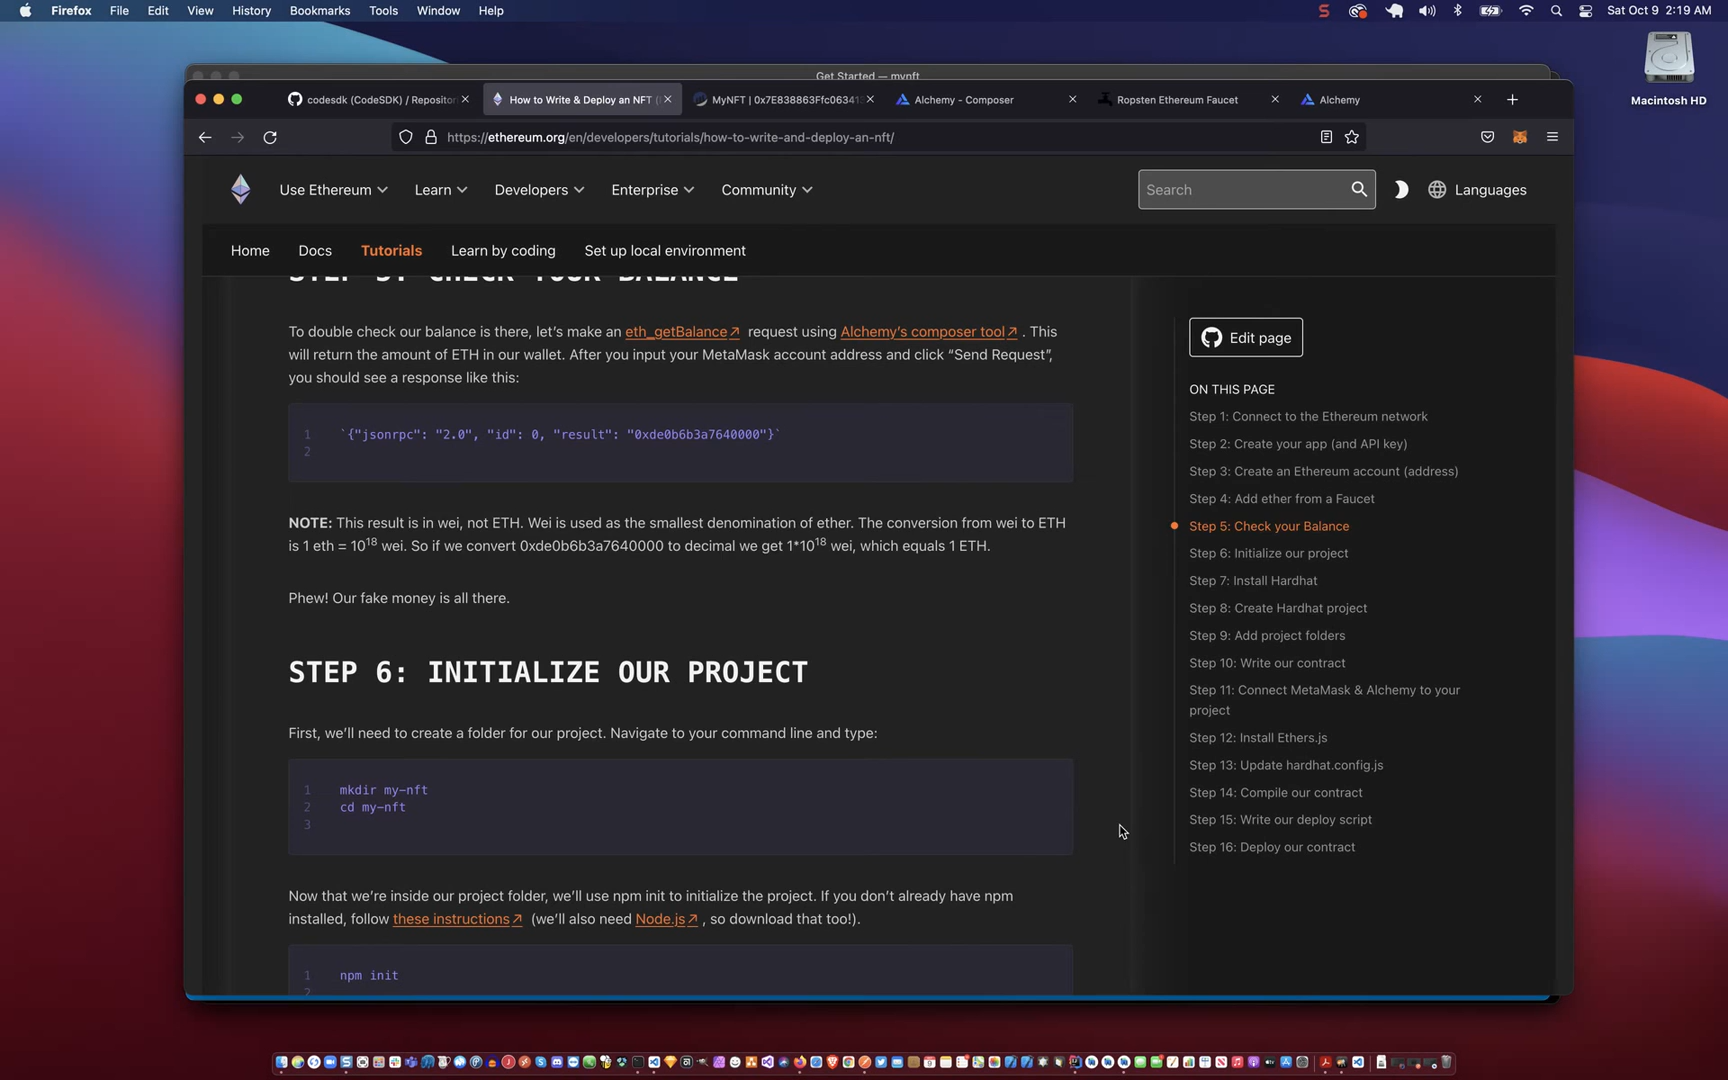 Firefox File Edit View History Bookmarks Tools Window Help
Sat Oct 9 2:19 AM
Macintosh HD
Get Started — mynft
codesdk (CodeSDK) / Repositor
How to Write & Deploy an NFT (
MyNFT | 0x7E838863Ffc06341
Alchemy - Composer
Ropsten Ethereum Faucet
Alchemy
https://ethereum.org/en/developers/tutorials/how-to-write-and-deploy-an-nft/
Use Ethereum Learn Developers Enterprise Community
Search
Languages
Home Docs Tutorials Learn by coding Set up local environment
STEP 5: CHECK YOUR BALANCE
To double check our balance is there, let’s make an eth_getBalance request using Alchemy’s composer tool . This
will return the amount of ETH in our wallet. After you input your MetaMask account address and click “Send Request”,
you should see a response like this:
1 `{"jsonrpc": "2.0", "id": 0, "result": "0xde0b6b3a7640000"}`
2
NOTE: This result is in wei, not ETH. Wei is used as the smallest denomination of ether. The conversion from wei to ETH
is 1 eth = 10¹⁸ wei. So if we convert 0xde0b6b3a7640000 to decimal we get 1*10¹⁸ wei, which equals 1 ETH.
Phew! Our fake money is all there.
STEP 6: INITIALIZE OUR PROJECT
First, we’ll need to create a folder for our project. Navigate to your command line and type:
1 mkdir my-nft
2 cd my-nft
3
Now that we’re inside our project folder, we’ll use npm init to initialize the project. If you don’t already have npm
installed, follow these instructions (we’ll also need Node.js , so download that too!).
1 npm init
2
Edit page
ON THIS PAGE
Step 1: Connect to the Ethereum network
Step 2: Create your app (and API key)
Step 3: Create an Ethereum account (address)
Step 4: Add ether from a Faucet
Step 5: Check your Balance
Step 6: Initialize our project
Step 7: Install Hardhat
Step 8: Create Hardhat project
Step 9: Add project folders
Step 10: Write our contract
Step 11: Connect MetaMask & Alchemy to your
project
Step 12: Install Ethers.js
Step 13: Update hardhat.config.js
Step 14: Compile our contract
Step 15: Write our deploy script
Step 16: Deploy our contract